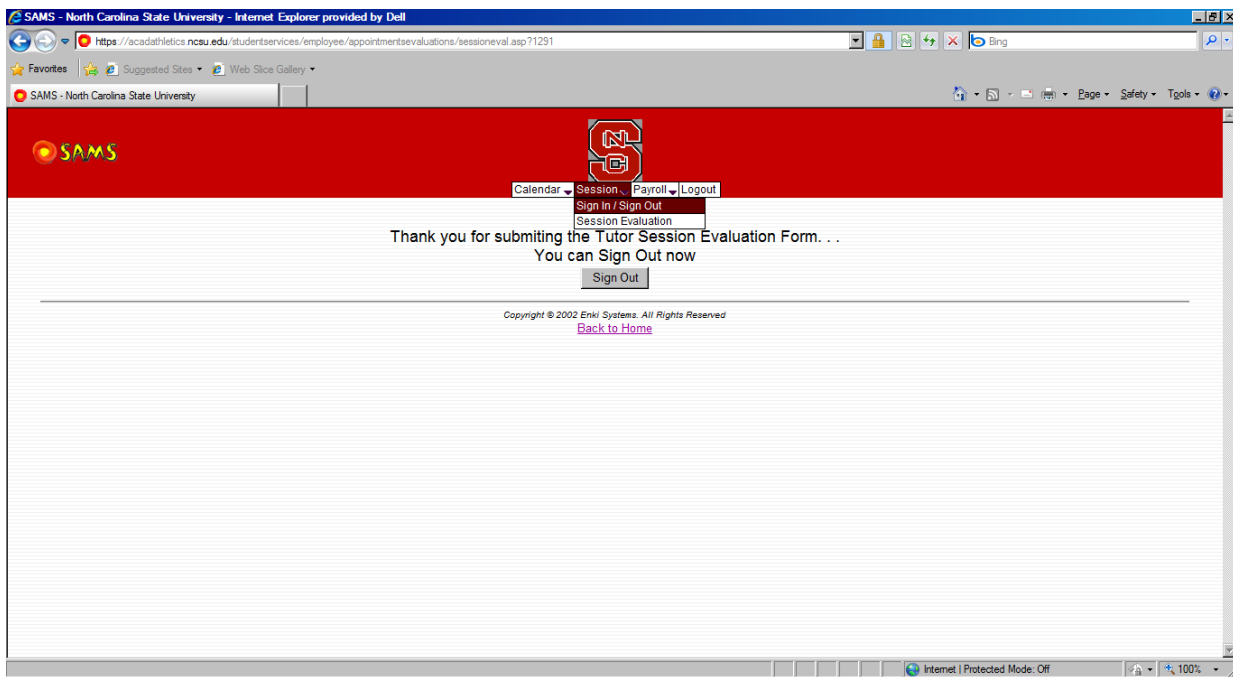 SAMS - North Carolina State University - Internet Explorer provided by Dell
https://acadathletics.ncsu.edu/studentservices/employee/appointmentsevaluations/sessioneval.asp?1291
Bing
Favorites Suggested Sites Web Slice Gallery
SAMS - North Carolina State University
Page Safety Tools
SAMS
NCS
Calendar Session Payroll Logout
Sign In / Sign Out
Session Evaluation
Thank you for submiting the Tutor Session Evaluation Form. . .
You can Sign Out now
Sign Out
Copyright © 2002 Enki Systems. All Rights Reserved
Back to Home
Internet | Protected Mode: Off 100%